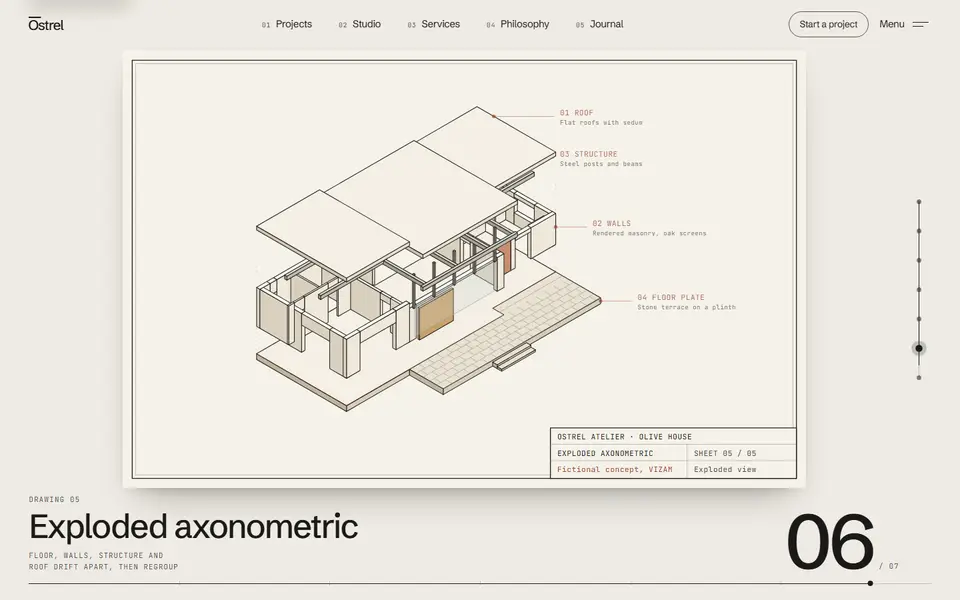 Ostrel
01 Projects
02 Studio
03 Services
04 Philosophy
05 Journal
Start a project
Menu
01 ROOF
Flat roofs with sedum
03 STRUCTURE
Steel posts and beams
02 WALLS
Rendered masonry, oak screens
04 FLOOR PLATE
Stone terrace on a plinth
OSTREL ATELIER · OLIVE HOUSE
EXPLODED AXONOMETRIC
SHEET 05 / 05
Fictional concept, VIZAM
Exploded view
DRAWING 05
Exploded axonometric
FLOOR, WALLS, STRUCTURE AND
ROOF DRIFT APART, THEN REGROUP
06 / 07